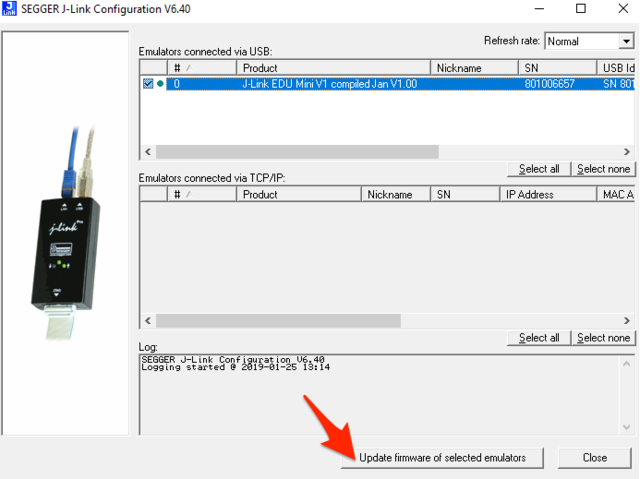 SEGGER J-Link Configuration V6.40
Refresh rate: Normal
Emulators connected via USB:
# / Product Nickname SN USB Id
0 J-Link EDU Mini V1 compiled Jan V1.00 801006657 SN 801
Select all Select none
Emulators connected via TCP/IP:
# / Product Nickname SN IP Address MAC A
Select all Select none
J-Link
Log:
SEGGER J-Link Configuration V6.40
Logging started @ 2019-01-25 13:14
Update firmware of selected emulators Close